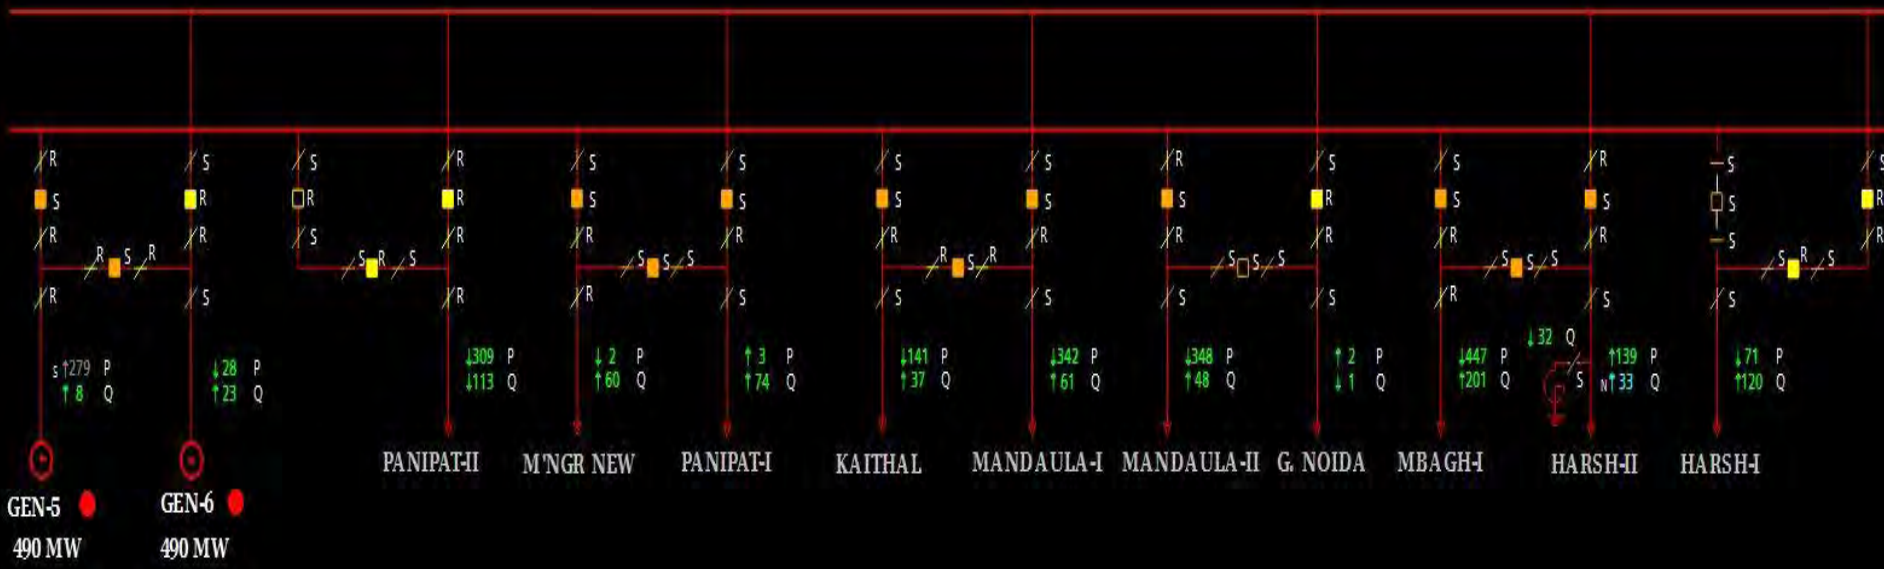 R S S R S S S S R S S R S S
S R R R S S S S S R S S S R
R R S R R R R R R R R R S R
R S R S R S R S R R S R S S S S S S S R S
R S R R S S S S S R S S
↓32 Q
↓309 P ↓2 P ↑3 P ↓141 P ↓342 P ↓348 P ↑2 P ↓447 P ↑139 P ↓71 P
S ↑279 P ↓28 P
↓113 Q ↑60 Q ↑74 Q ↑37 Q ↑61 Q ↑48 Q ↓1 Q ↑201 Q S N ↑33 Q ↑120 Q
↑8 Q ↑23 Q
PANIPAT-II M'NGR NEW PANIPAT-I KAITHAL MANDAULA-I MANDAULA-II G. NOIDA MBAGH-I HARSH-II HARSH-I
GEN-5 GEN-6
490 MW 490 MW